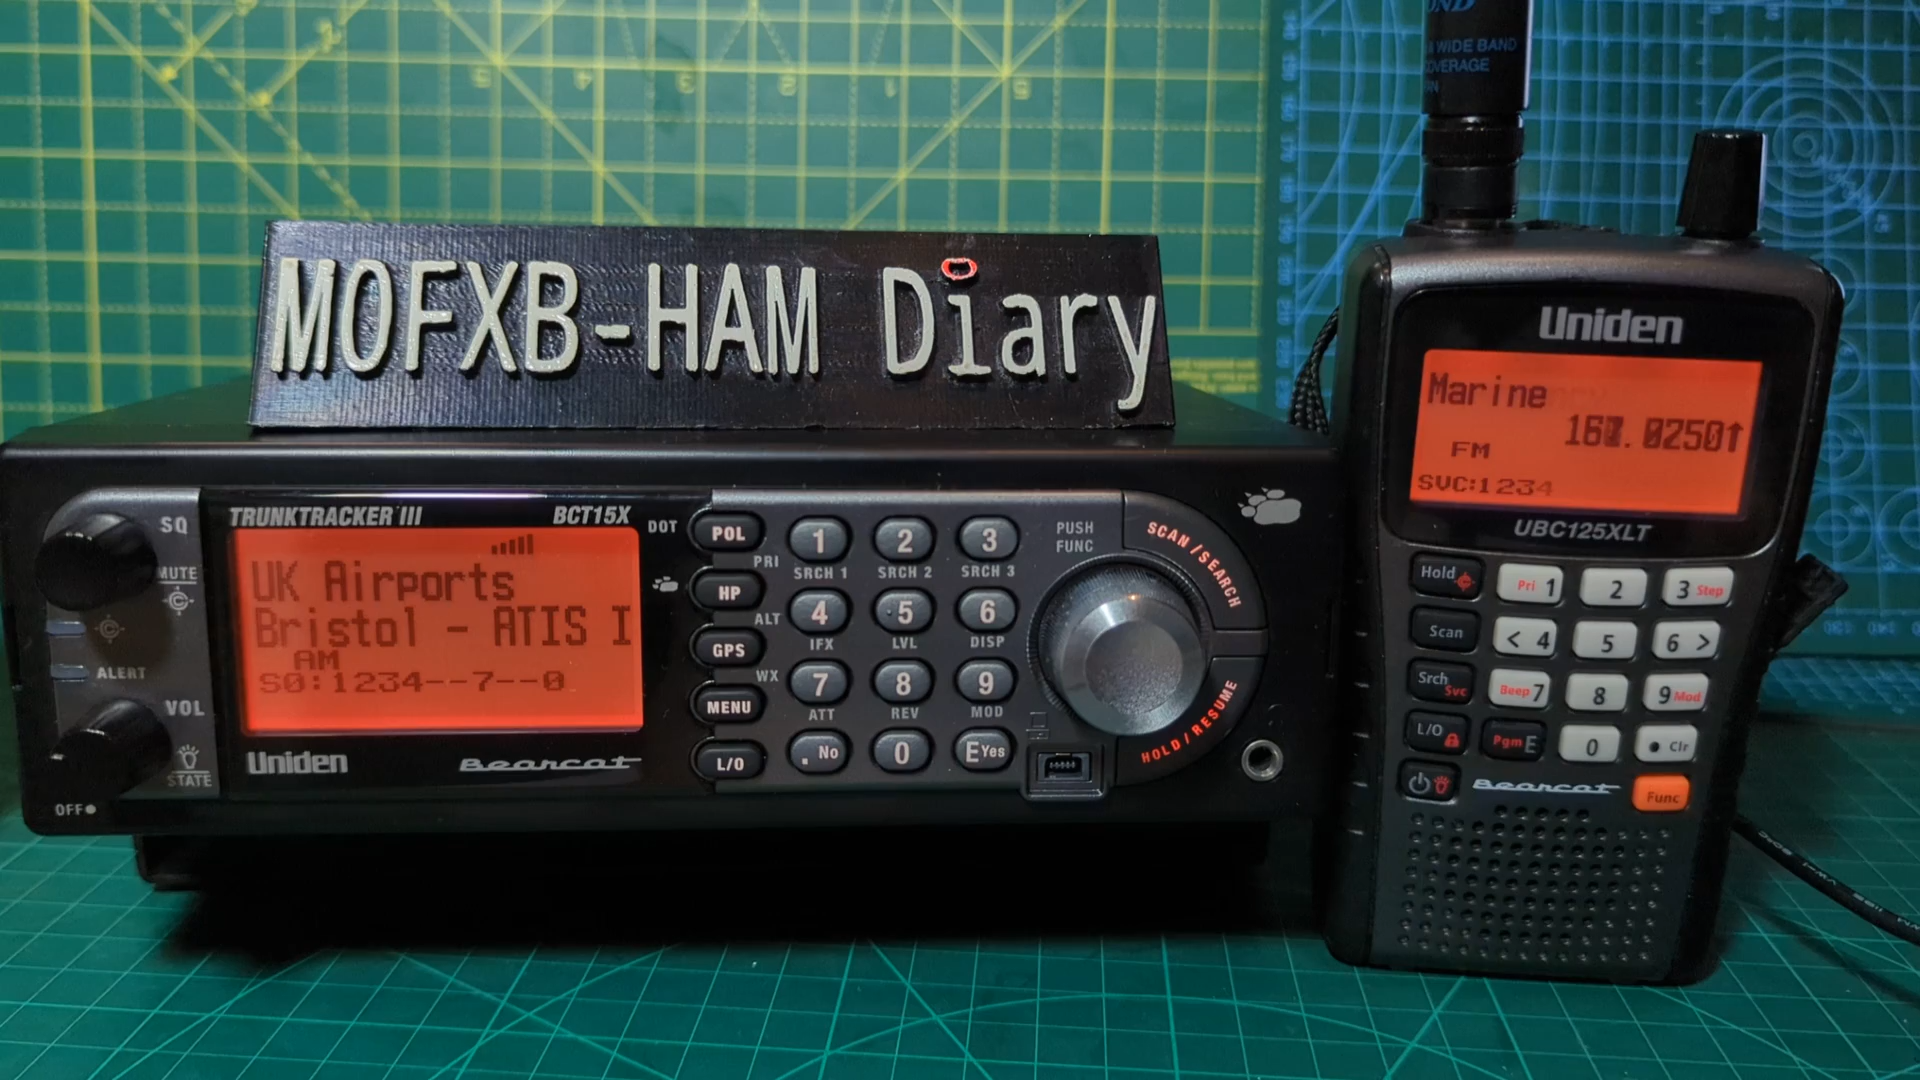 WIDE BAND
COVERAGE
M0FXB-HAM Diary
TRUNKTRACKER III
BCT15X
SQ
MUTE
ALERT
VOL
STATE
OFF
UK Airports
Bristol - ATIS I
AM
S0:1234--7--0
Uniden
Bearcat
DOT
POL
PRI
HP
ALT
GPS
WX
MENU
L/O
1 2 3
SRCH 1 SRCH 2 SRCH 3
4 5 6
IFX LVL DISP
7 8 9
ATT REV MOD
. No 0 E Yes
PUSH
FUNC
SCAN/SEARCH
HOLD/RESUME
Uniden
Marine
FM
SVC:1234
UBC125XLT
Hold Pri 1 2 3 Step
Scan < 4 5 6 >
Srch Svc Beep 7 8 9 Mod
L/O Pgm E 0 • Clr
Bearcat
Func